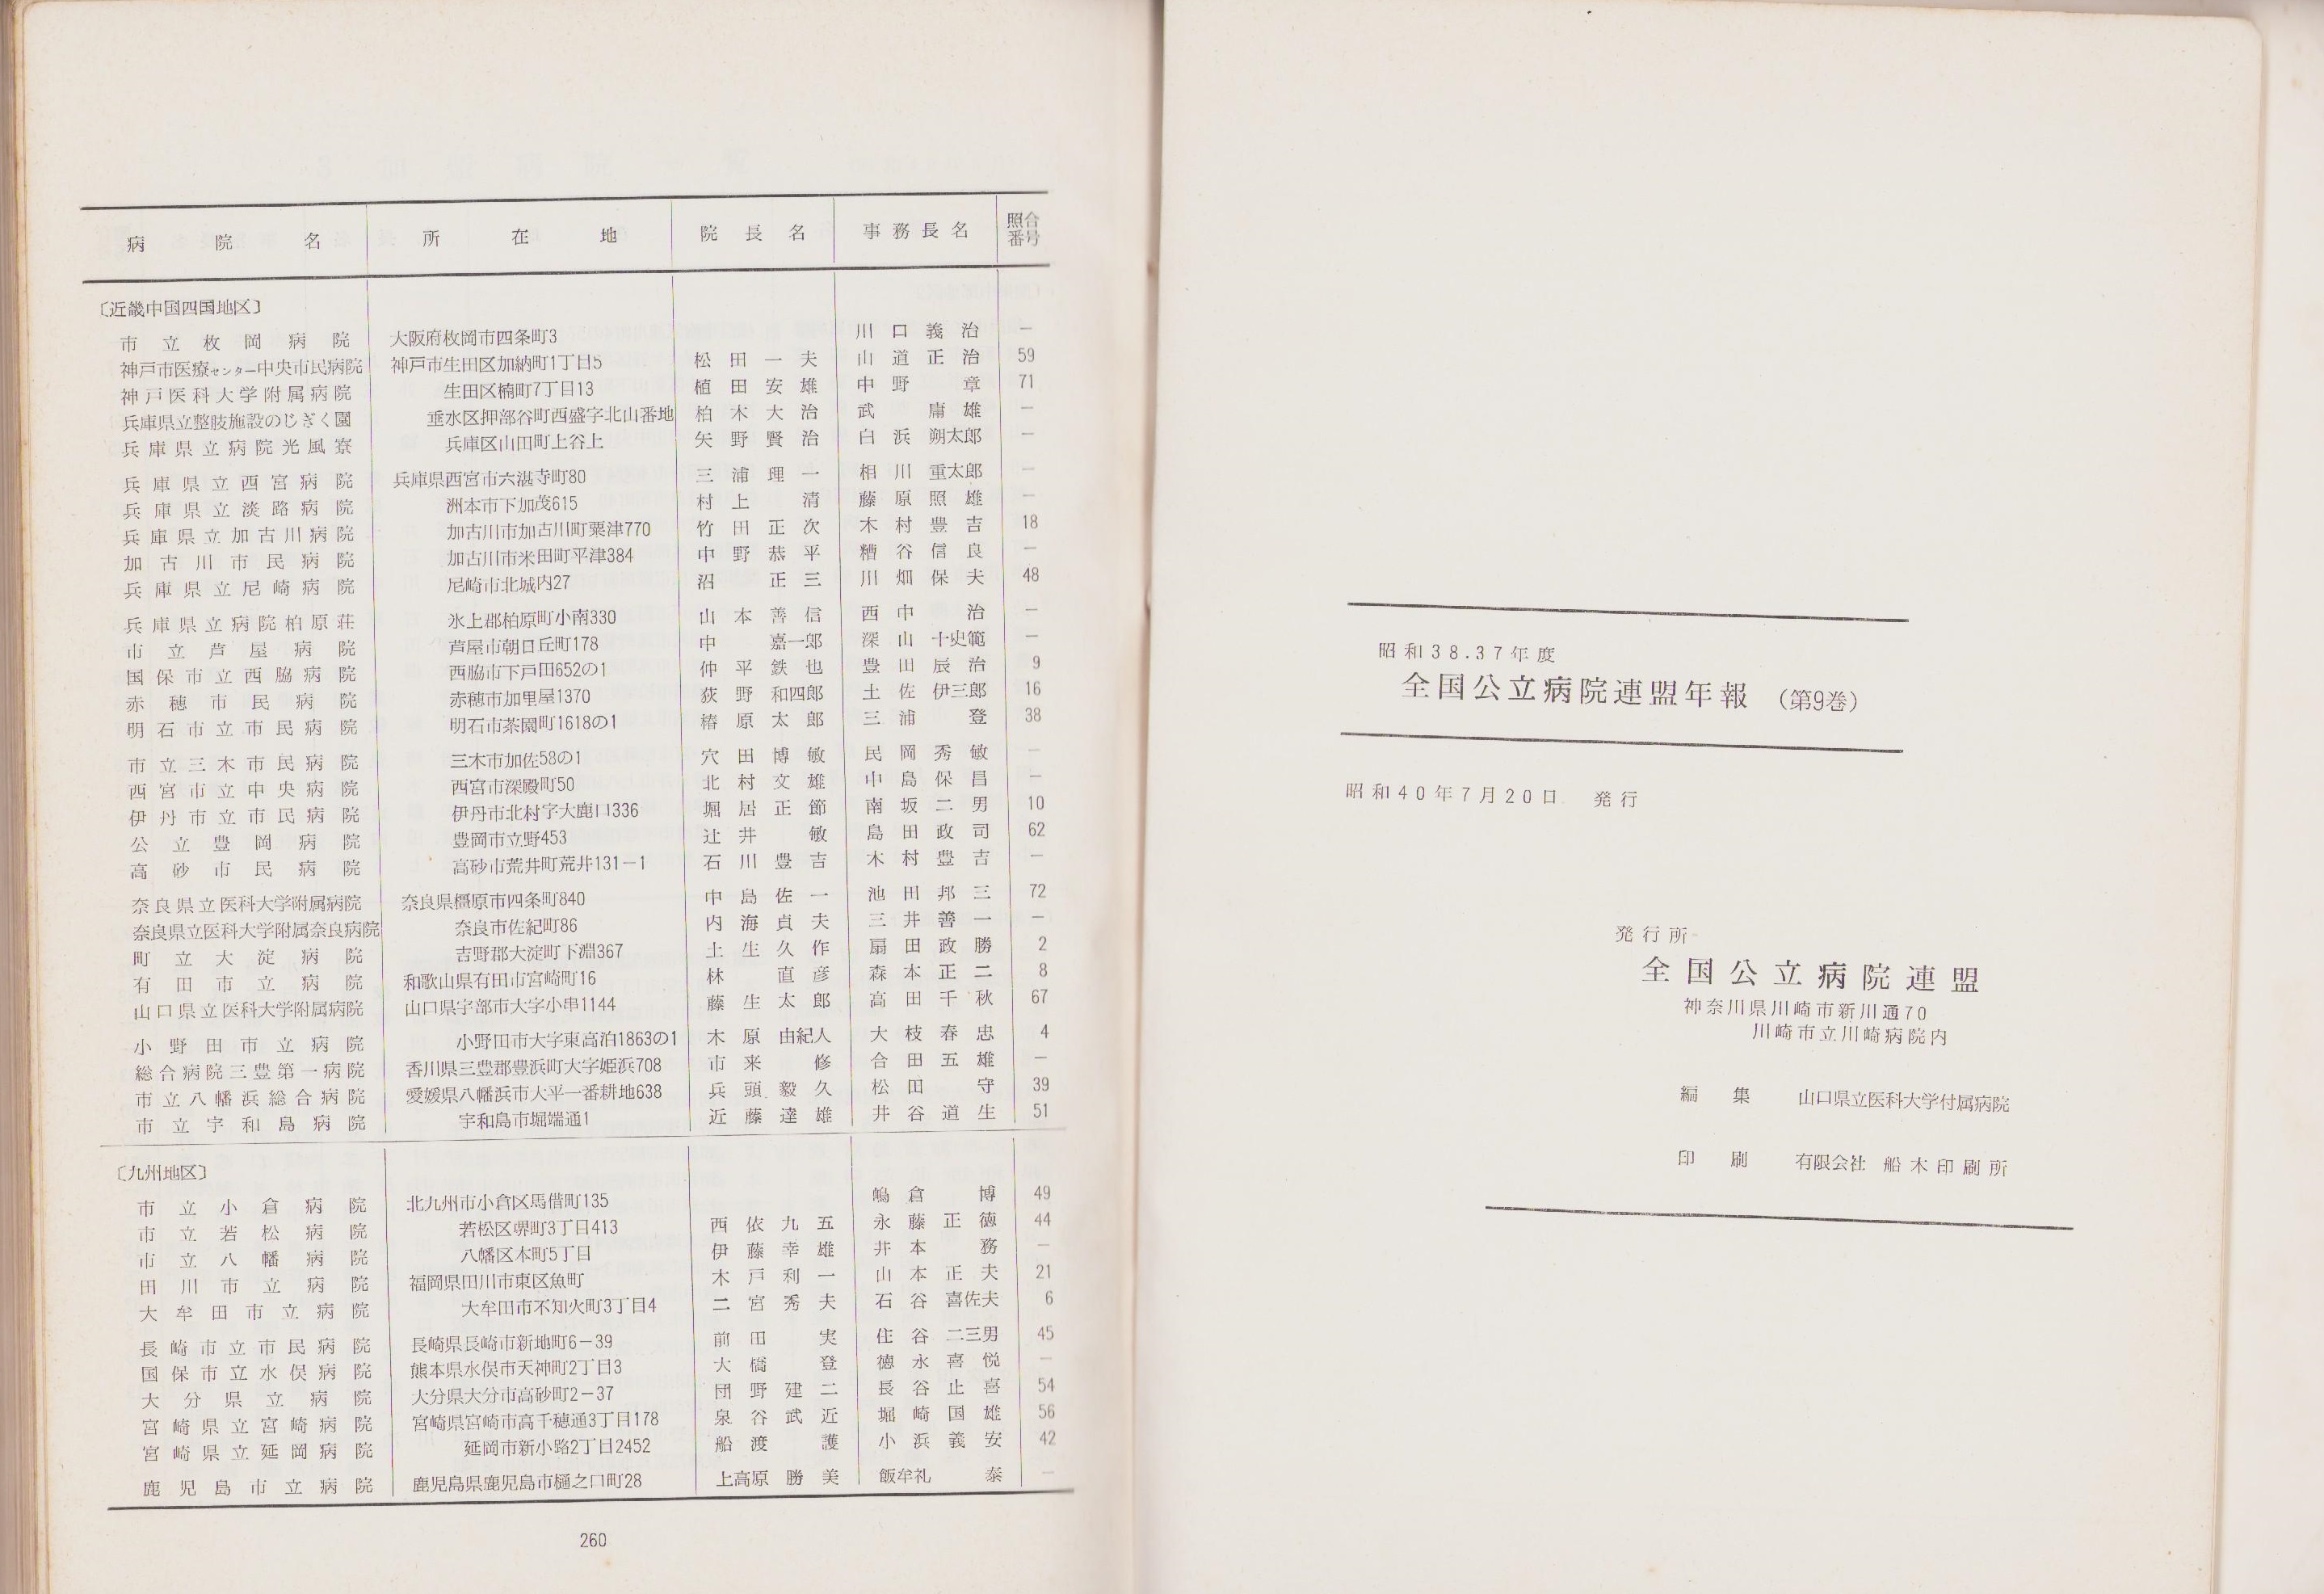 病院名 所在地 院長名 事務長名 照合番号
〔近畿中国四国地区〕
市立枚岡病院 大阪府枚岡市四条町3 川口義治 −
神戸市医療センター中央市民病院 神戸市生田区加納町1丁目5 松田一夫 山道正治 59
神戸医科大学附属病院 生田区楠町7丁目13 植田安雄 中野章 71
兵庫県立整肢施設のじぎく園 垂水区押部谷町西盛字北山番地 柏木大治 武庸雄 −
兵庫県立病院光風寮 兵庫区山田町上谷上 矢野賢治 白浜朔太郎 −
兵庫県立西宮病院 兵庫県西宮市六湛寺町80 三浦理一 相川重太郎 −
兵庫県立淡路病院 洲本市下加茂615 村上清 藤原照雄 −
兵庫県立加古川病院 加古川市加古川町粟津770 竹田正次 木村豊吉 18
加古川市民病院 加古川市米田町平津384 中野恭平 糟谷信良 −
兵庫県立尼崎病院 尼崎市北城内27 沼正三 川畑保夫 48
兵庫県立病院柏原荘 氷上郡柏原町小南330 山本善信 西中治 −
市立芦屋病院 芦屋市朝日丘町178 中嘉一郎 深山十史範 −
国保市立西脇病院 西脇市下戸田652の1 仲平鉄也 豊田辰治 9
赤穂市民病院 赤穂市加里屋1370 荻野和四郎 土佐伊三郎 16
明石市立市民病院 明石市茶園町1618の1 椿原太郎 三浦登 38
市立三木市民病院 三木市加佐58の1 穴田博敏 民岡秀敏 −
西宮市立中央病院 西宮市深殿町50 北村文雄 中島保昌 −
伊丹市立市民病院 伊丹市北村字大鹿口336 堀居正節 南坂二男 10
公立豊岡病院 豊岡市立野453 辻井敏 島田政司 62
高砂市民病院 高砂市荒井町荒井131−1 石川豊吉 木村豊吉 −
奈良県立医科大学附属病院 奈良県橿原市四条町840 中島佐一 池田邦三 72
奈良県立医科大学附属奈良病院 奈良市佐紀町86 内海貞夫 三井善一 −
町立大淀病院 吉野郡大淀町下淵367 土生久作 扇田政勝 2
有田市立病院 和歌山県有田市宮崎町16 林直彦 森本正二 8
山口県立医科大学附属病院 山口県宇部市大字小串1144 藤生太郎 高田千秋 67
小野田市立病院 小野田市大字東高泊1863の1 木原由紀人 大枝春忠 4
総合病院三豊第一病院 香川県三豊郡豊浜町大字姫浜708 市来修 合田五雄 −
市立八幡浜総合病院 愛媛県八幡浜市大平一番耕地638 兵頭毅久 松田守 39
市立宇和島病院 宇和島市堀端通1 近藤達雄 井谷道生 51
〔九州地区〕
市立小倉病院 北九州市小倉区馬借町135 嶋倉博 49
市立若松病院 若松区堺町3丁目413 西依九五 永藤正徳 44
市立八幡病院 八幡区本町5丁目 伊藤幸雄 井本務 −
田川市立病院 福岡県田川市東区魚町 木戸利一 山本正夫 21
大牟田市立病院 大牟田市不知火町3丁目4 二宮秀夫 石谷喜佐夫 6
長崎市立市民病院 長崎県長崎市新地町6−39 前田実 住谷二三男 45
国保市立水俣病院 熊本県水俣市天神町2丁目3 大橋登 徳永喜悦 −
大分県立病院 大分県大分市高砂町2−37 団野建二 長谷止喜 54
宮崎県立宮崎病院 宮崎県宮崎市高千穂通3丁目178 泉谷武近 堀崎国雄 56
宮崎県立延岡病院 延岡市新小路2丁目2452 船渡護 小浜義安 42
鹿児島市立病院 鹿児島県鹿児島市樋之口町28 上高原勝美 飯牟礼泰 −
260
昭和38.37年度
全国公立病院連盟年報 (第9巻)
昭和40年7月20日 発行
発行所
全国公立病院連盟
神奈川県川崎市新川通70
川崎市立川崎病院内
編集 山口県立医科大学付属病院
印刷 有限会社 船木印刷所